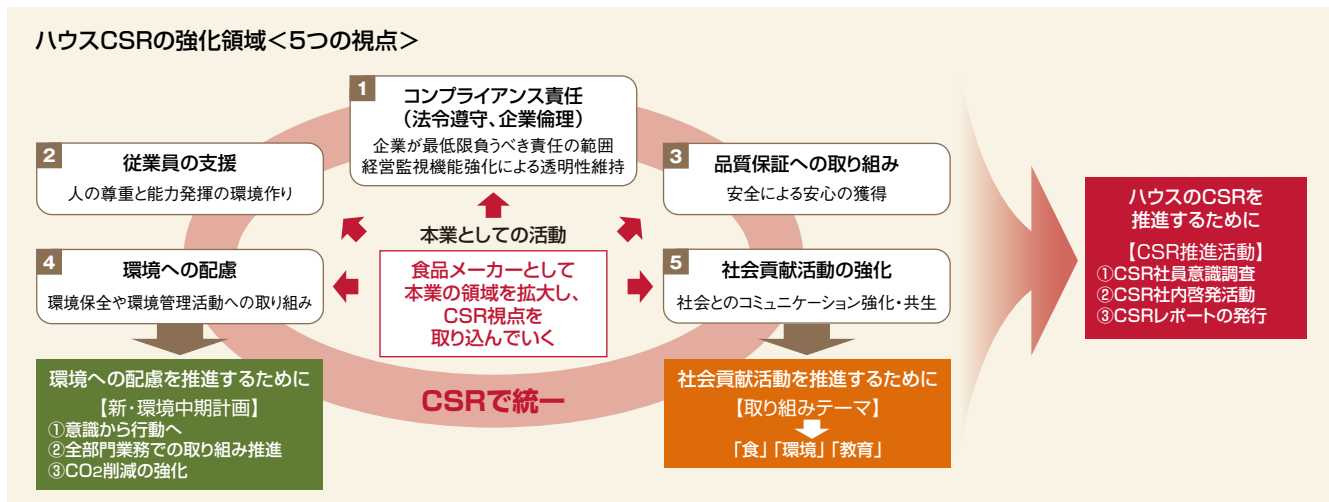 ハウスCSRの強化領域＜5つの視点＞
1
コンプライアンス責任
（法令遵守、企業倫理）
企業が最低限負うべき責任の範囲
経営監視機能強化による透明性維持
2
従業員の支援
人の尊重と能力発揮の環境作り
3
品質保証への取り組み
安全による安心の獲得
本業としての活動
食品メーカーとして
本業の領域を拡大し、
CSR視点を
取り込んでいく
4
環境への配慮
環境保全や環境管理活動への取り組み
5
社会貢献活動の強化
社会とのコミュニケーション強化・共生
CSRで統一
環境への配慮を推進するために
【新・環境中期計画】
①意識から行動へ
②全部門業務での取り組み推進
③CO2削減の強化
社会貢献活動を推進するために
【取り組みテーマ】
「食」「環境」「教育」
ハウスのCSRを
推進するために
【CSR推進活動】
①CSR社員意識調査
②CSR社内啓発活動
③CSRレポートの発行